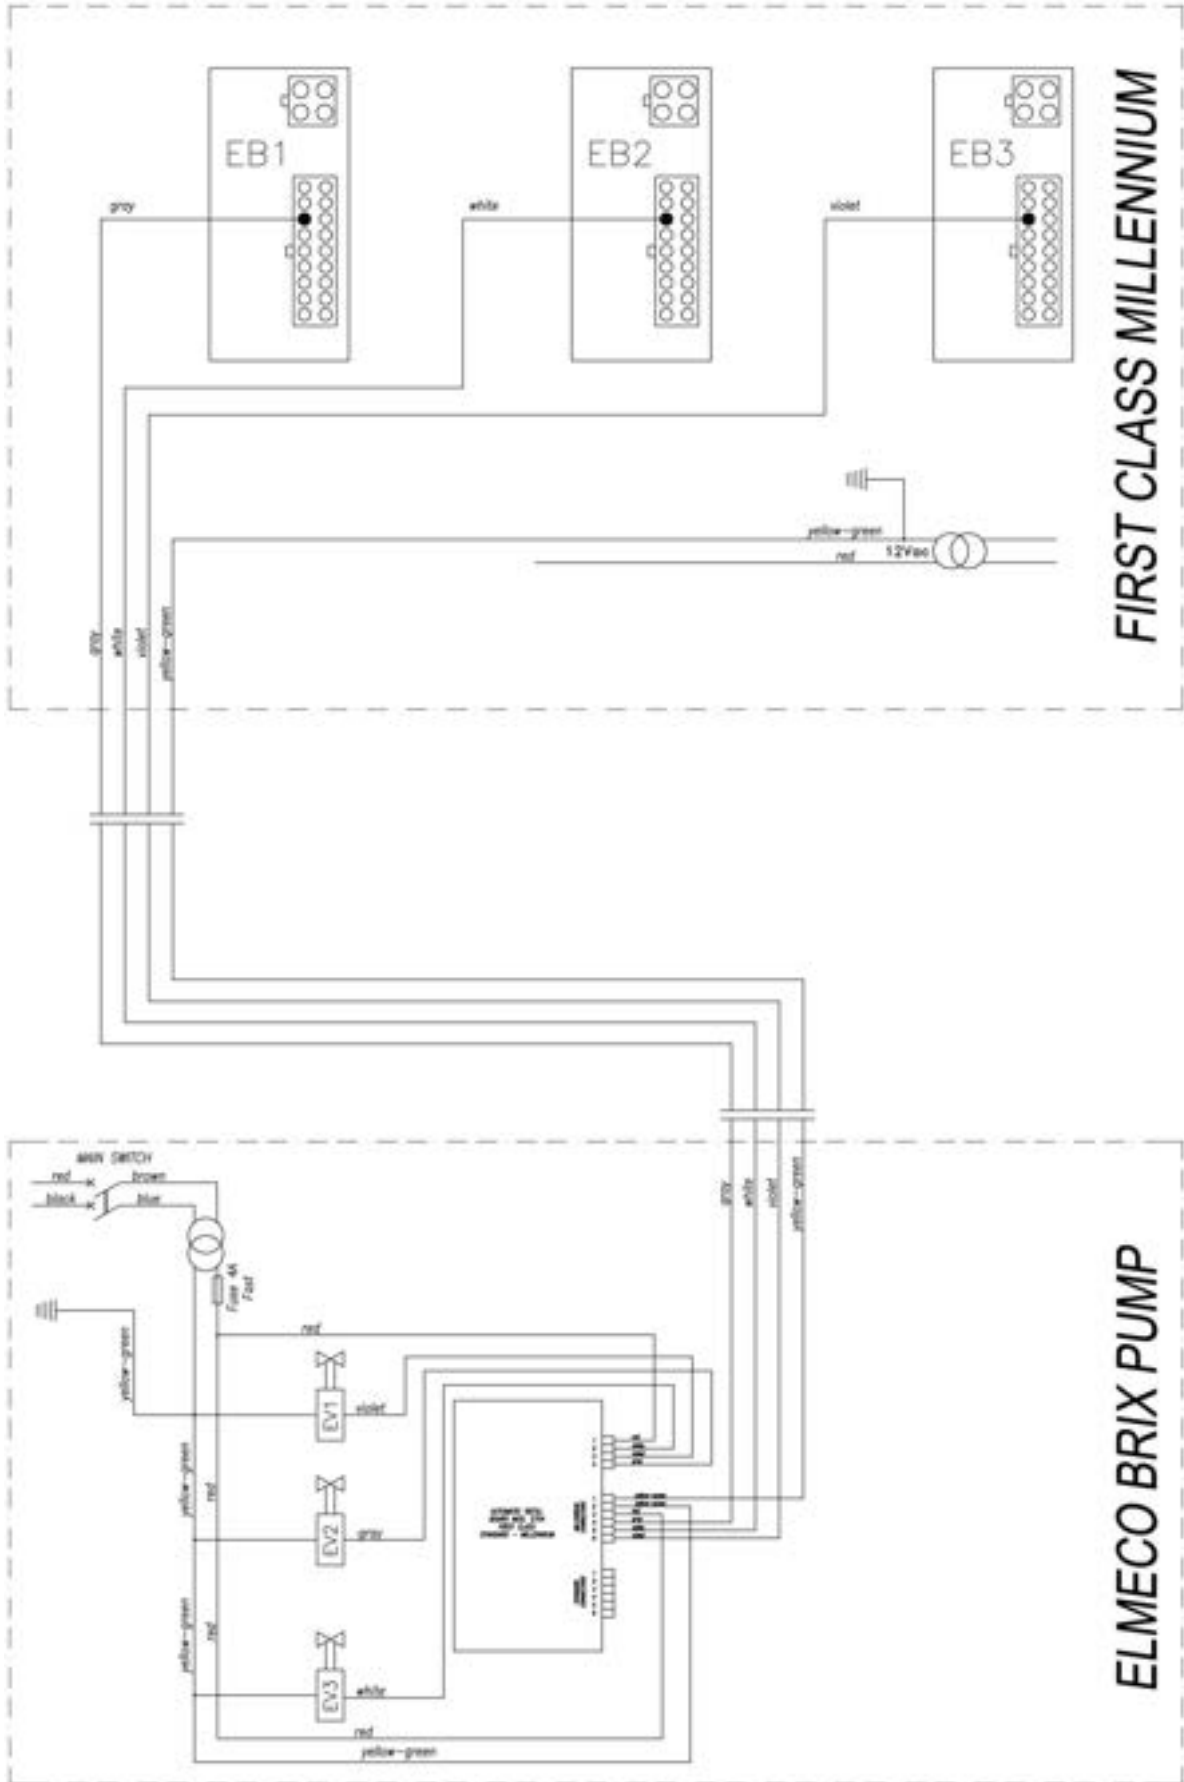 EB1
EB2
EB3
gray
white
violet
FIRST CLASS MILLENNIUM
yellow-green
12Vac
red
gray
white
violet
yellow-green
MAIN SWITCH
red
brown
black
blue
Fuse 4A
Fast
gray
white
violet
yellow-green
yellow-green
red
EV1
violet
yellow-green
red
EV2
gray
yellow-green
red
EV3
white
red
yellow-green
ELMECO BRIX PUMP